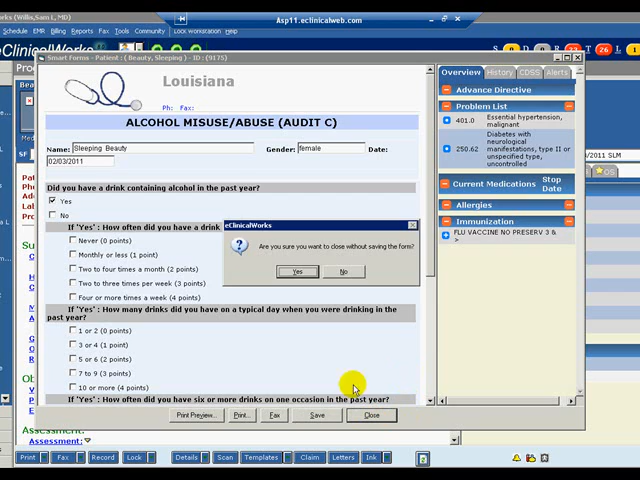 Asp11.eclinicalweb.com
Schedule EMR Billing Reports Fax Tools Community Lock workstation Help
Smart Forms - Patient : ( Beauty, Sleeping ) - ID : (9175)
Louisiana
Ph: Fax:
ALCOHOL MISUSE/ABUSE (AUDIT C)
Name: Sleeping Beauty Gender: female Date:
02/03/2011
Did you have a drink containing alcohol in the past year?
Yes
No
If 'Yes' : How often did you have a drink
Never (0 points)
Monthly or less (1 point)
Two to four times a month (2 points)
Two to three times per week (3 points)
Four or more times a week (4 points)
If 'Yes' : How many drinks did you have on a typical day when you were drinking in the
past year?
1 or 2 (0 points)
3 or 4 (1 point)
5 or 6 (2 points)
7 to 9 (3 points)
10 or more (4 points)
If 'Yes' : How often did you have six or more drinks on one occasion in the past year?
Print Preview... Print... Fax Save Close
eClinicalWorks
Are you sure you want to close without saving the form?
Yes No
Overview History CDSS Alerts
Advance Directive
Problem List
401.0 Essential hypertension,
malignant
250.62 Diabetes with
neurological
manifestations, type II or
unspecified type,
uncontrolled
Current Medications Stop
Date
Allergies
Immunization
FLU VACCINE NO PRESERV 3 &
>
Assessment:
Print Fax Record Lock Details Scan Templates Claim Letters Ink